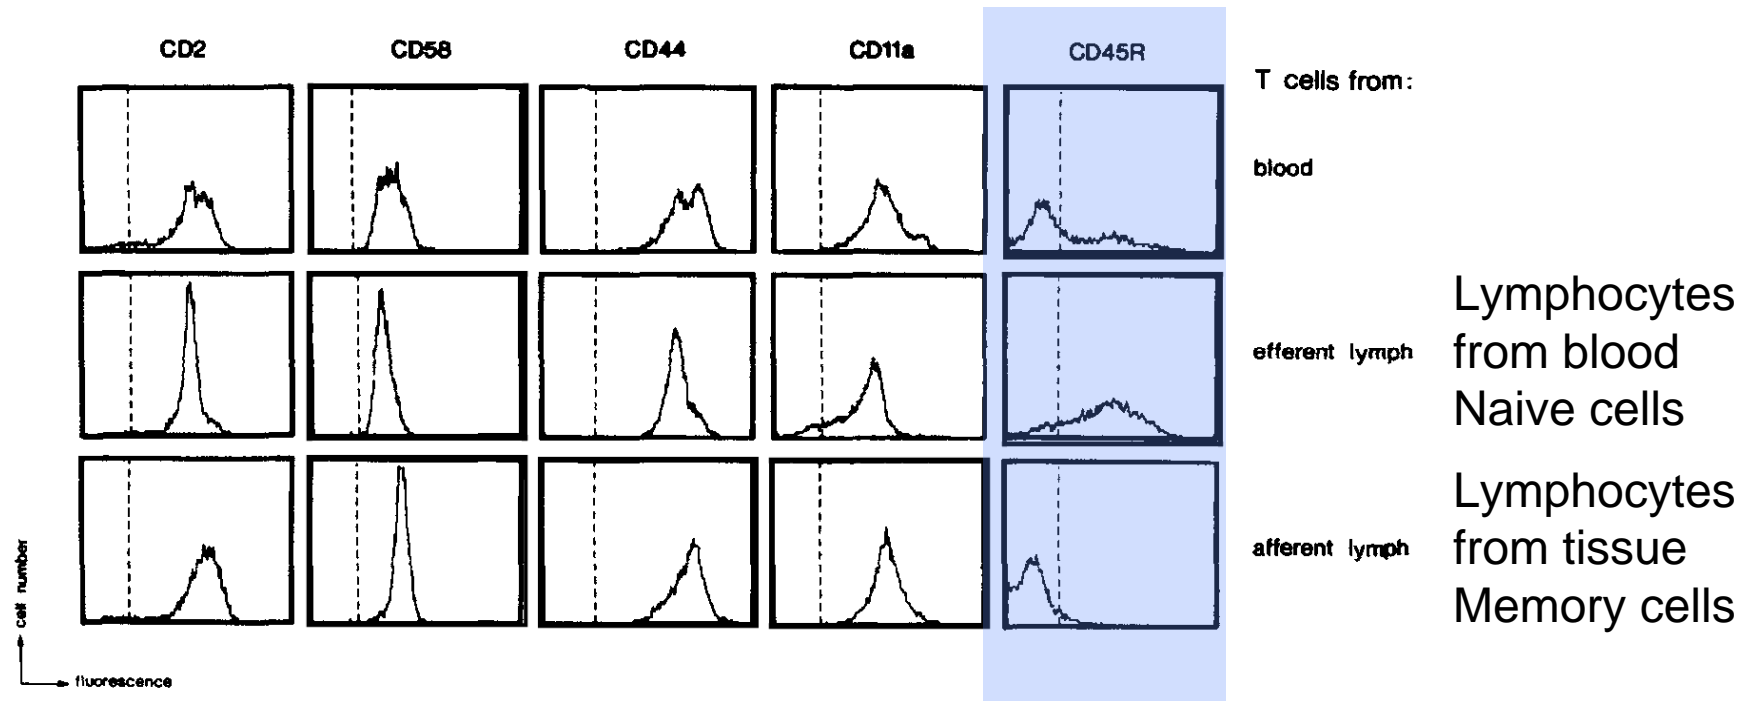 CD2
CD58
CD44
CD11a
CD45R
T cells from:
blood
efferent lymph
Lymphocytes
from blood
Naive cells
afferent lymph
Lymphocytes
from tissue
Memory cells
cell number
fluorescence